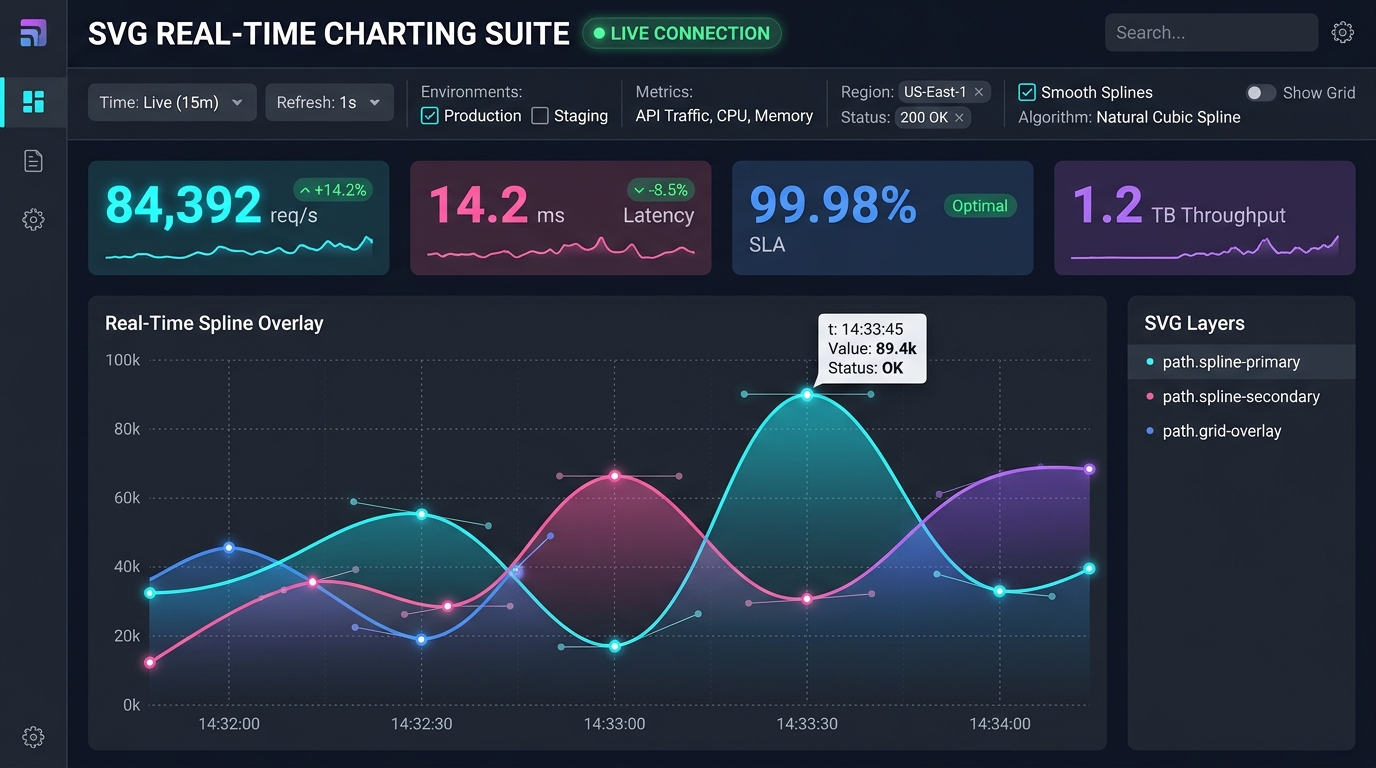 SVG REAL-TIME CHARTING SUITE
LIVE CONNECTION
Search...
Time: Live (15m)
Refresh: 1s
Environments:
Production
Staging
Metrics:
API Traffic, CPU, Memory
Region: US-East-1 ×
Status: 200 OK ×
Smooth Splines
Show Grid
Algorithm: Natural Cubic Spline
84,392 req/s
+14.2%
14.2 ms
-8.5%
Latency
99.98%
Optimal
SLA
1.2 TB Throughput
Real-Time Spline Overlay
t: 14:33:45
Value: 89.4k
Status: OK
100k
80k
60k
40k
20k
0k
14:32:00
14:32:30
14:33:00
14:33:30
14:34:00
SVG Layers
path.spline-primary
path.spline-secondary
path.grid-overlay